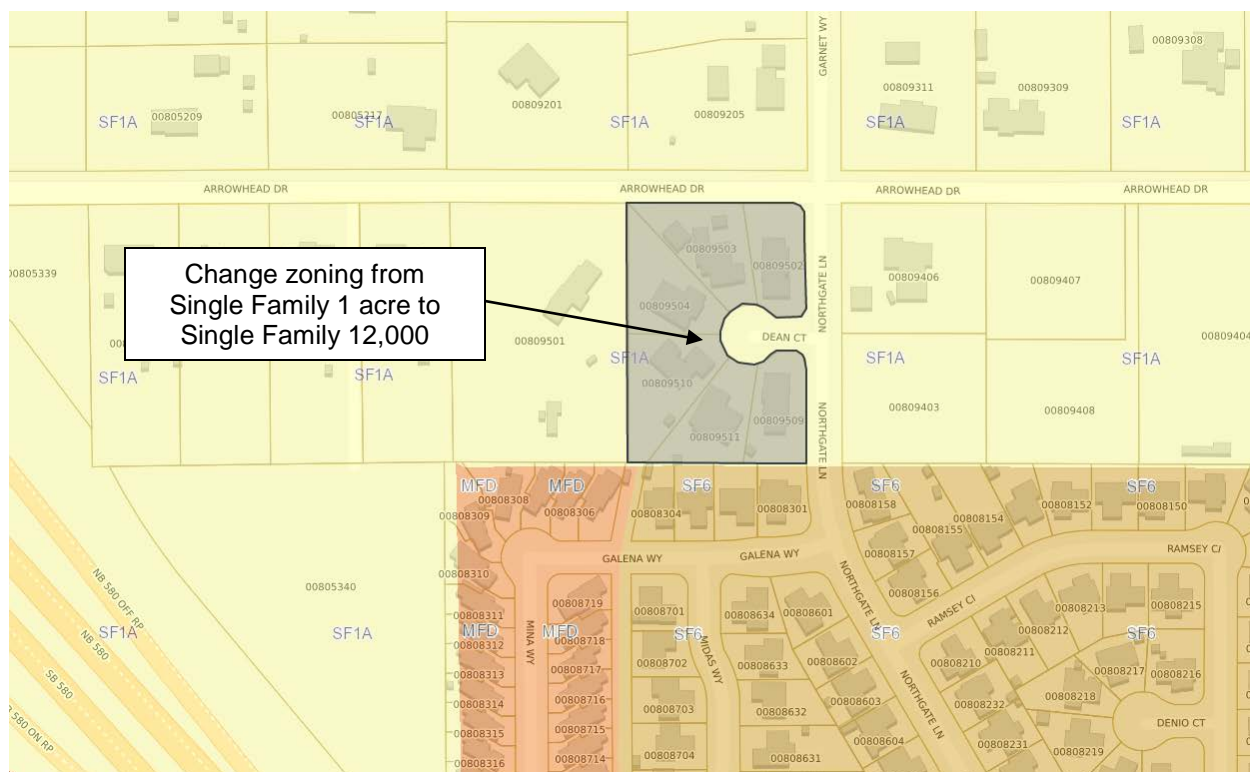 GARNET WY
00809308
00809311
00809309
00809201
00809205
00805209
00805217
SF1A
SF1A
SF1A
SF1A
SF1A
ARROWHEAD DR
ARROWHEAD DR
ARROWHEAD DR
ARROWHEAD DR
00809503
00809502
NORTHGATE LN
00809406
00809407
00805339
Change zoning from
Single Family 1 acre to
Single Family 12,000
00809504
DEAN CT
00809404
00809501
SF1A
SF1A
SF1A
SF1A
SF1A
00809510
00809403
00809408
00809511
00809509
NORTHGATE LN
MFD
MFD
SF6
SF6
SF6
00808308
00808309
00808306
00808304
00808301
00808158
00808155
00808154
00808152
00808150
GALENA WY
GALENA WY
00808157
RAMSEY CI
00808310
00805340
00808156
NB 580 OFF RP
00808719
00808701
00808634
00808601
NORTHGATE LN
RAMSEY CI
00808213
00808215
00808311
SF1A
SF1A
MFD
MFD
SF6
SF6
SF6
00808312
MINA WY
00808718
MIDAS WY
00808212
00808211
NB 580
00808313
00808717
00808702
00808633
00808602
00808210
00808217
00808216
SB 580
00808314
00808716
00808703
00808632
00808603
NORTHGATE LN
00808232
00808218
00808315
00808715
00808604
00808231
DENIO CT
580 ON RP
00808316
00808714
00808704
00808631
00808219